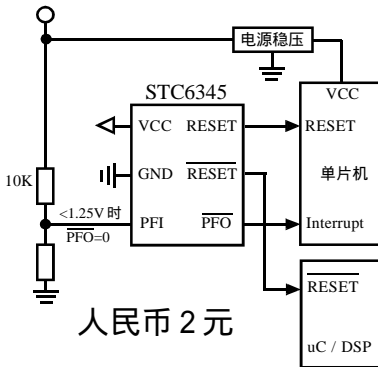 电源稳压
STC6345
VCC
VCC
RESET
RESET
GND
RESET
单片机
10K
<1.25V 时
PFO=0
PFI
PFO
Interrupt
RESET
人民币 2 元
uC / DSP